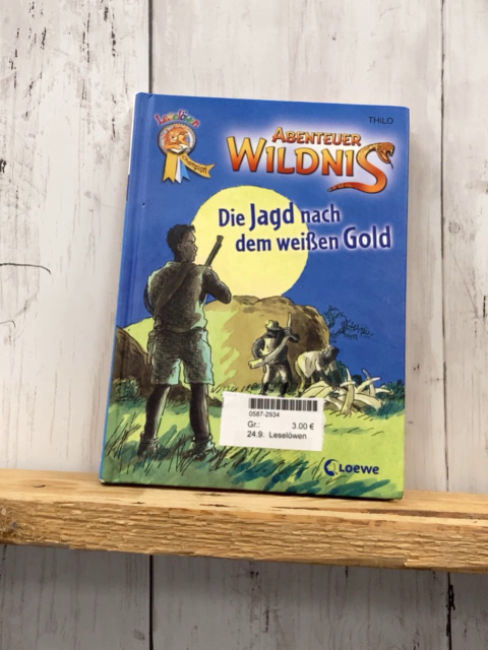 THiLO
Leselöwen
ABENTEUER
WILDNIS
Die Jagd nach
dem weißen Gold
0587-2934
Gr.: 3.00 €
24.9. Leselöwen
Loewe